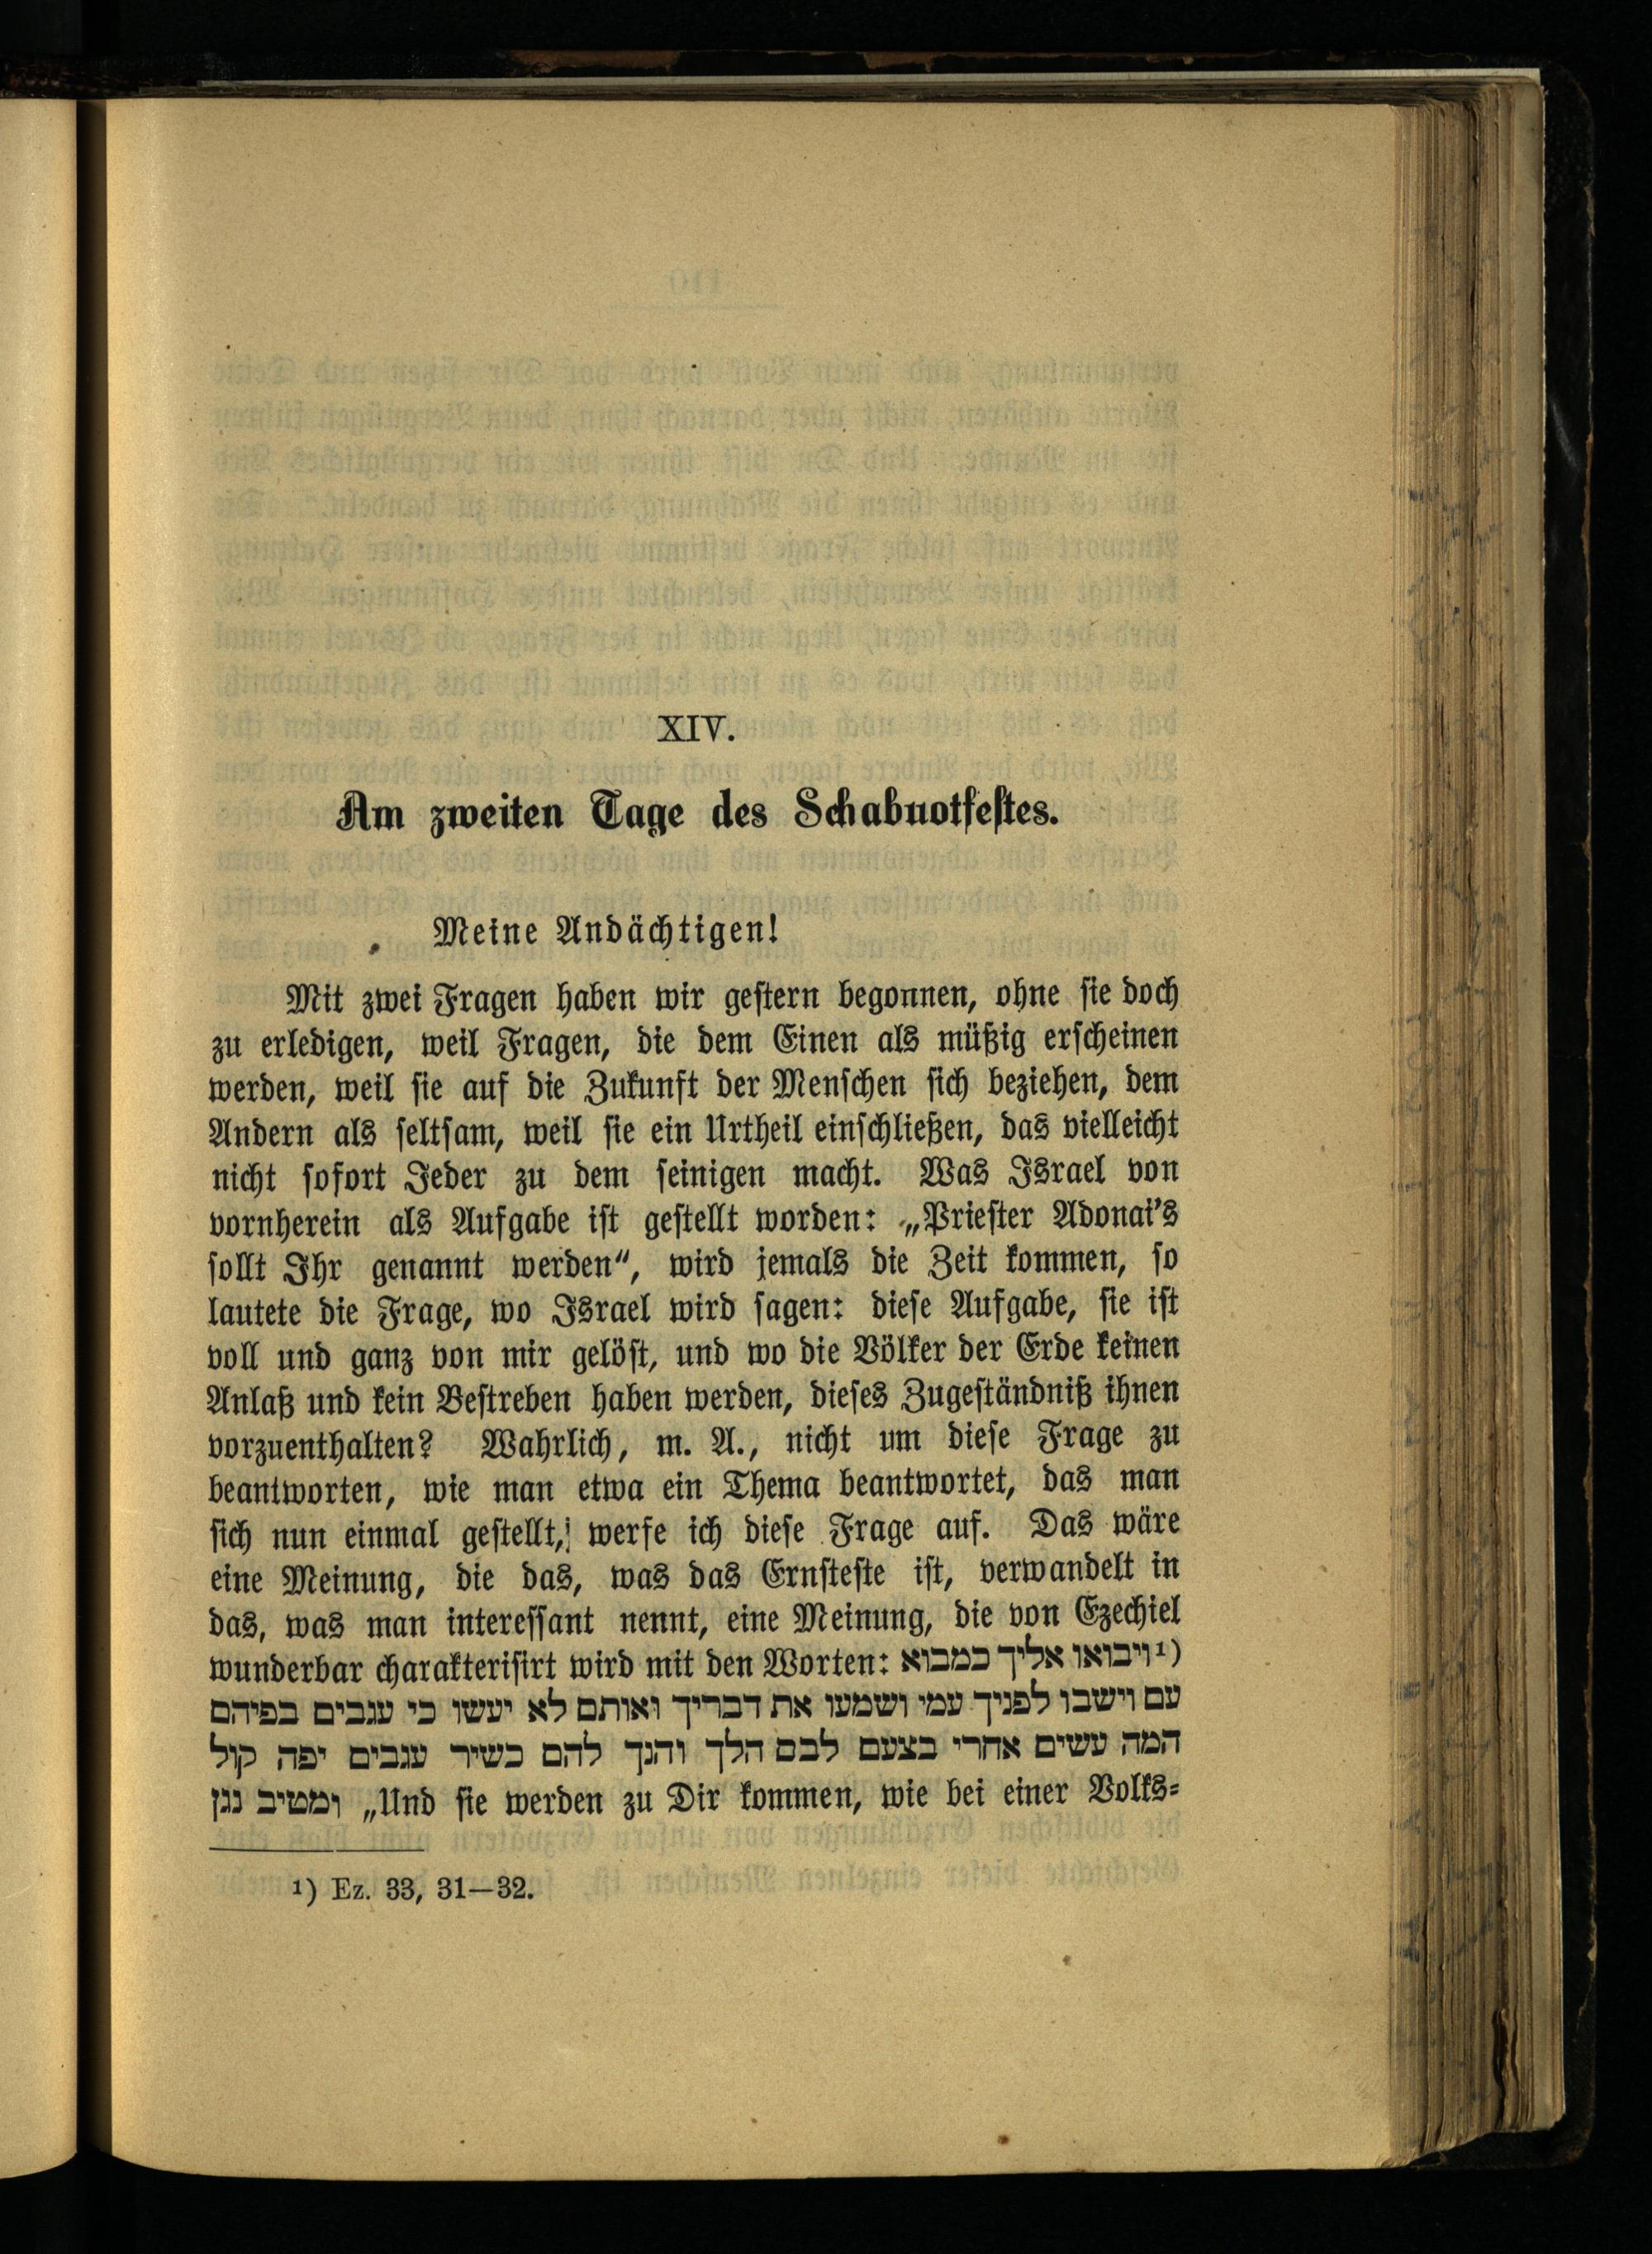 XIV.
Am zweiten Tage des Schabuotfestes.
Meine Andächtigen!
Mit zwei Fragen haben wir gestern begonnen, ohne sie doch
zu erledigen, weil Fragen, die dem Einen als müßig erscheinen
werden, weil sie auf die Zukunft der Menschen sich beziehen, dem
Andern als seltsam, weil sie ein Urtheil einschließen, das vielleicht
nicht sofort Jeder zu dem seinigen macht. Was Israel von
vornherein als Aufgabe ist gestellt worden: „Priester Adonai's
sollt Ihr genannt werden“, wird jemals die Zeit kommen, so
lautete die Frage, wo Israel wird sagen: diese Aufgabe, sie ist
voll und ganz von mir gelöst, und wo die Völker der Erde keinen
Anlaß und kein Bestreben haben werden, dieses Zugeständniß ihnen
vorzuenthalten? Wahrlich, m. A., nicht um diese Frage zu
beantworten, wie man etwa ein Thema beantwortet, das man
sich nun einmal gestellt, werfe ich diese Frage auf. Das wäre
eine Meinung, die das, was das Ernsteste ist, verwandelt in
das, was man interessant nennt, eine Meinung, die von Ezechiel
wunderbar charakterisirt wird mit den Worten: ¹)ויבואו אליך כמבוא
עם וישבו לפניך עמי ושמעו את דבריך ואותם לא יעשו כי עגבים בפיהם
המה עשים אחרי בצעם לבם הלך והנך להם כשיר עגבים יפה קול
ומטיב נגן „Und sie werden zu Dir kommen, wie bei einer Volks=
¹) Ez. 33, 31—32.